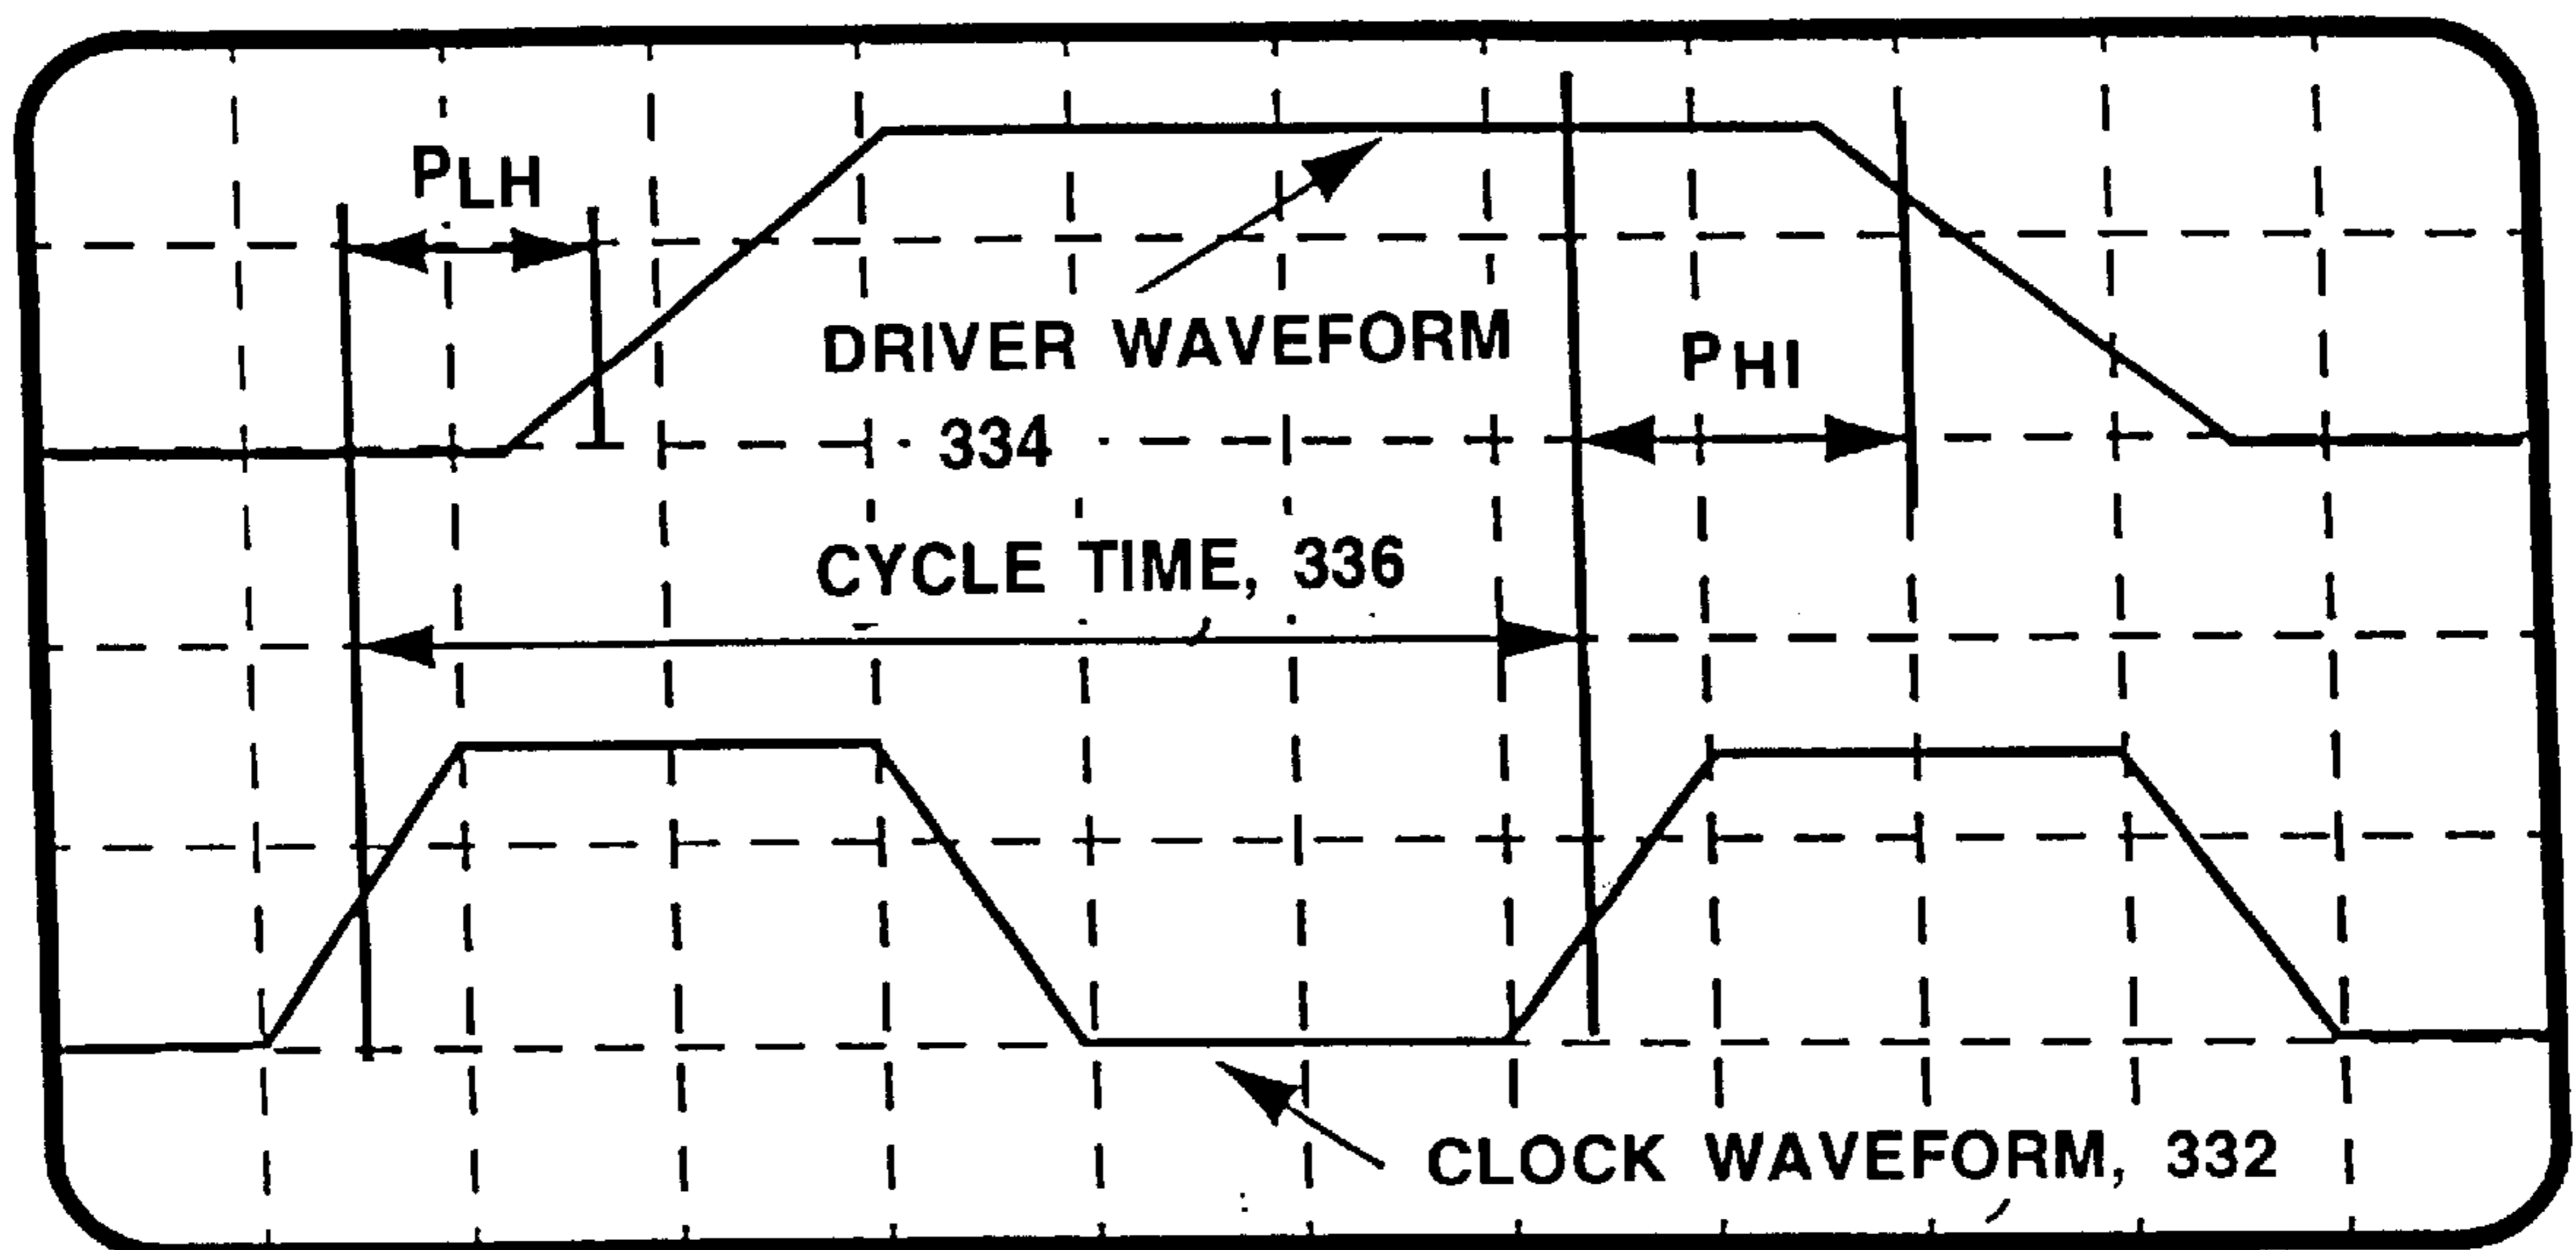 PLH
DRIVER WAVEFORM
334
PHI
CYCLE TIME, 336
CLOCK WAVEFORM, 332